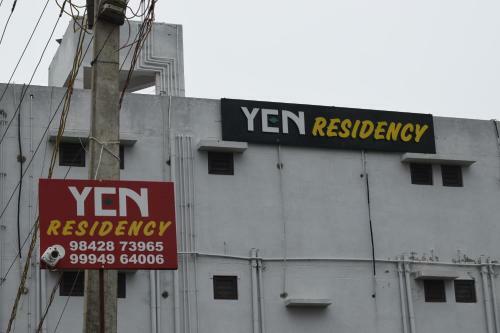 YEN RESIDENCY
YEN
RESIDENCY
98428 73965
99949 64006